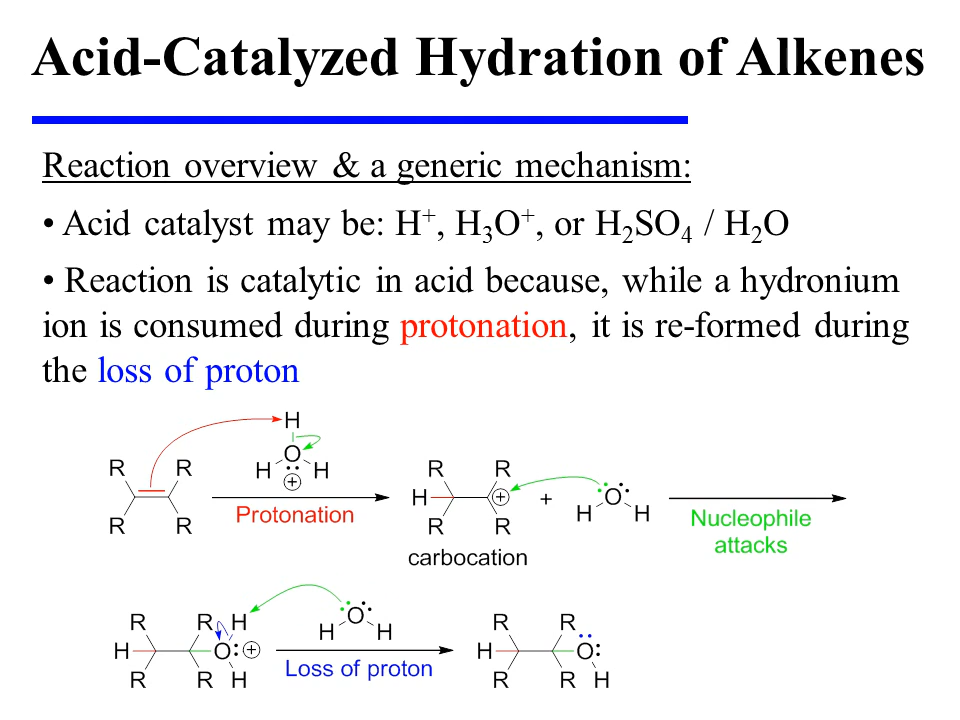 Acid-Catalyzed Hydration of Alkenes
Reaction overview & a generic mechanism:
• Acid catalyst may be: H⁺, H₃O⁺, or H₂SO₄ / H₂O
• Reaction is catalytic in acid because, while a hydronium
ion is consumed during protonation, it is re-formed during
the loss of proton
H
O
H H
+
R R
R R
Protonation
R R
H +
R R
carbocation
+
O
H H
Nucleophile
attacks
R R H
H O +
R R H
O
H H
Loss of proton
R R
H O
R R H